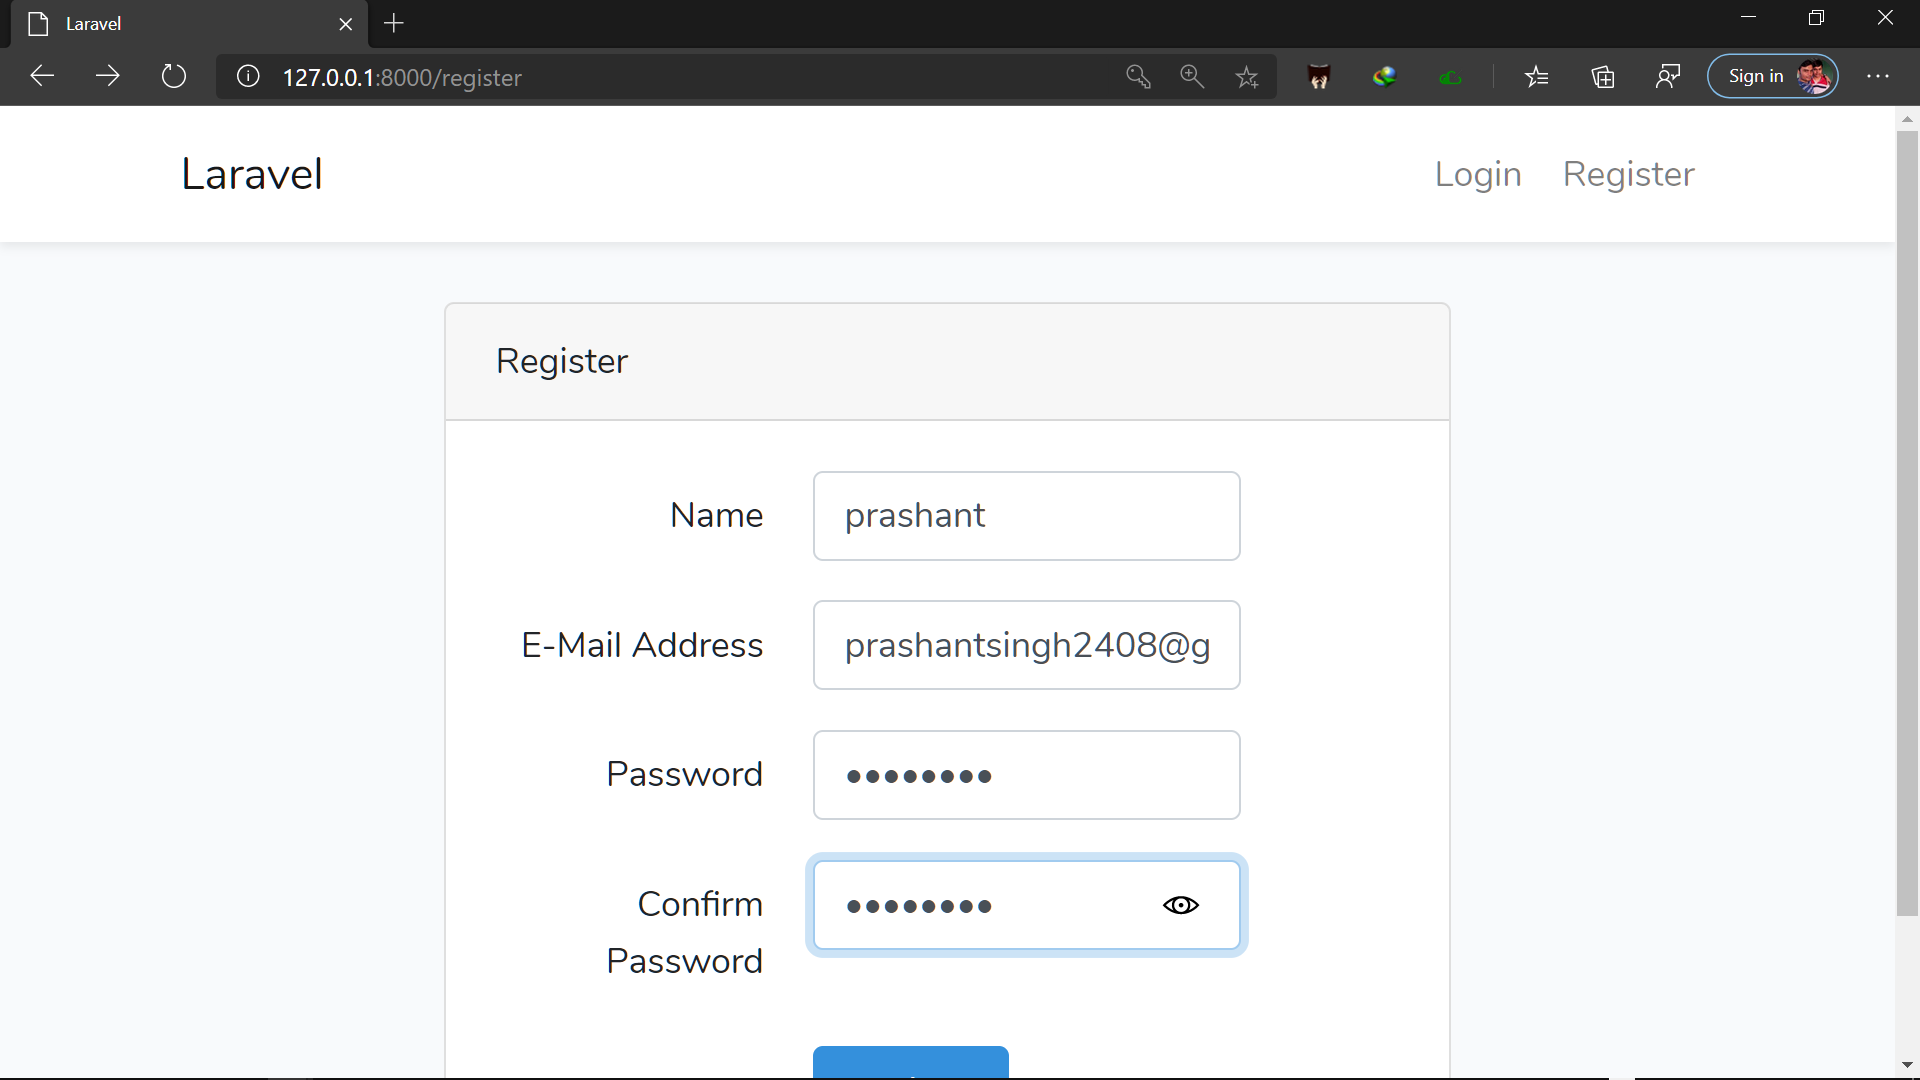 Laravel
127.0.0.1:8000/register
Sign in
Laravel
Login
Register
Register
Name
prashant
E-Mail Address
prashantsingh2408@g
Password
••••••••
Confirm
Password
••••••••